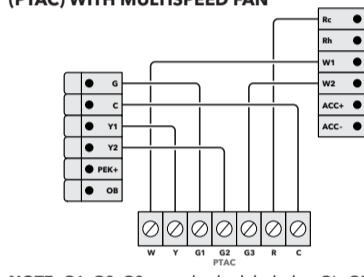 (PTAC) WITH MULTISPEED FAN
Rc
Rh
W1
W2
ACC+
ACC-
G
C
Y1
Y2
PEK+
OB
W Y G1 G2 G3 R C
PTAC